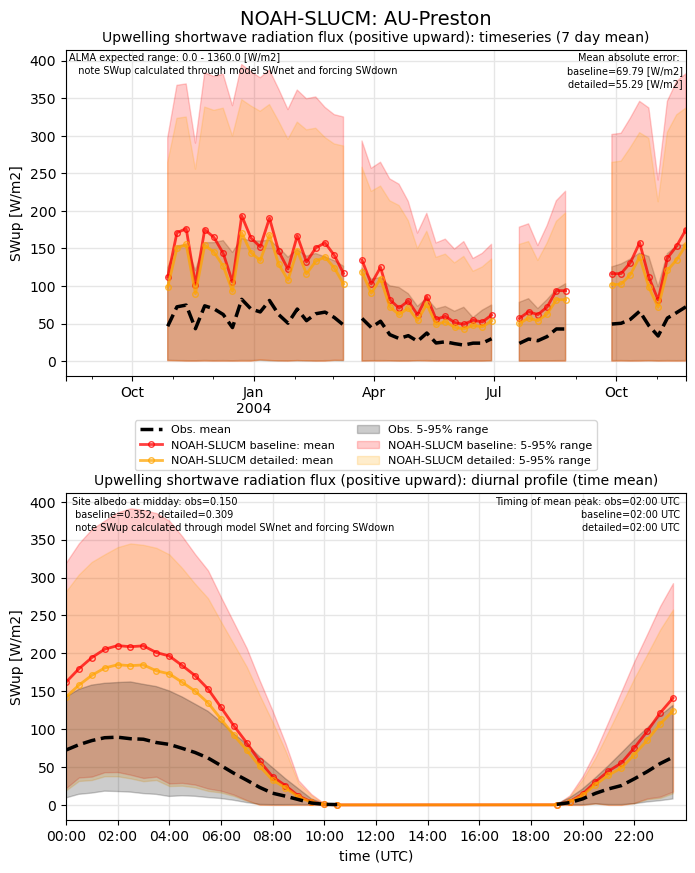 NOAH-SLUCM: AU-Preston
Upwelling shortwave radiation flux (positive upward): timeseries (7 day mean)
ALMA expected range: 0.0 - 1360.0 [W/m2]
note SWup calculated through model SWnet and forcing SWdown
Mean absolute error:
baseline=69.79 [W/m2]
detailed=55.29 [W/m2]
SWup [W/m2]
400
350
300
250
200
150
100
50
0
Oct
Jan
2004
Apr
Jul
Oct
Obs. mean
NOAH-SLUCM baseline: mean
NOAH-SLUCM detailed: mean
Obs. 5-95% range
NOAH-SLUCM baseline: 5-95% range
NOAH-SLUCM detailed: 5-95% range
Upwelling shortwave radiation flux (positive upward): diurnal profile (time mean)
Site albedo at midday: obs=0.150
baseline=0.352, detailed=0.309
note SWup calculated through model SWnet and forcing SWdown
Timing of mean peak: obs=02:00 UTC
baseline=02:00 UTC
detailed=02:00 UTC
SWup [W/m2]
400
350
300
250
200
150
100
50
0
00:00 02:00 04:00 06:00 08:00 10:00 12:00 14:00 16:00 18:00 20:00 22:00
time (UTC)